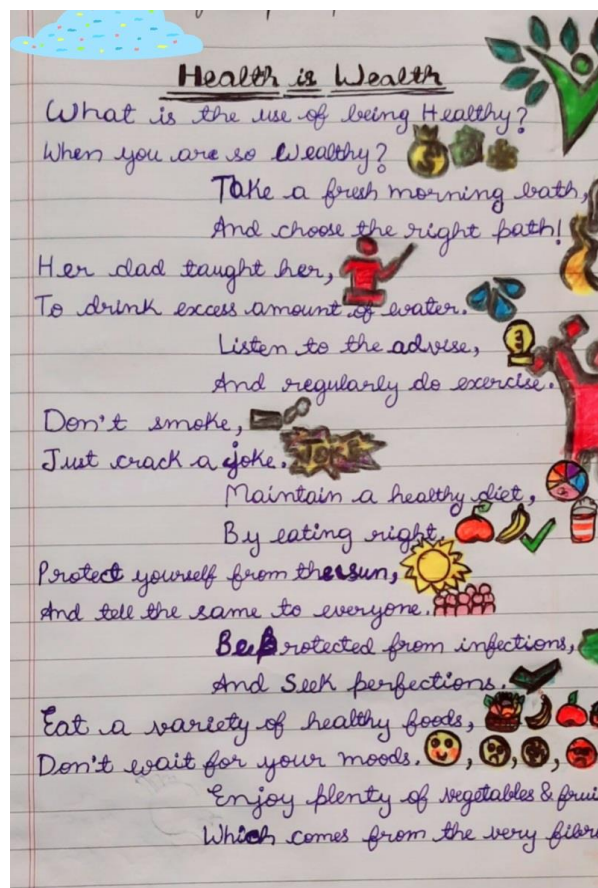 Health is Wealth
What is the use of being Healthy?
When you are so Wealthy?
Take a fresh morning bath,
And choose the right path!
Her dad taught her,
To drink excess amount of water.
Listen to the advise,
And regularly do exercise.
Don't smoke,
Just crack a joke. JOKE
Maintain a healthy diet,
By eating right.
Protect yourself from the sun,
And tell the same to everyone.
Be protected from infections,
And Seek perfections.
Eat a variety of healthy foods,
Don't wait for your moods.
Enjoy plenty of vegetables & frui
Which comes from the very fibr